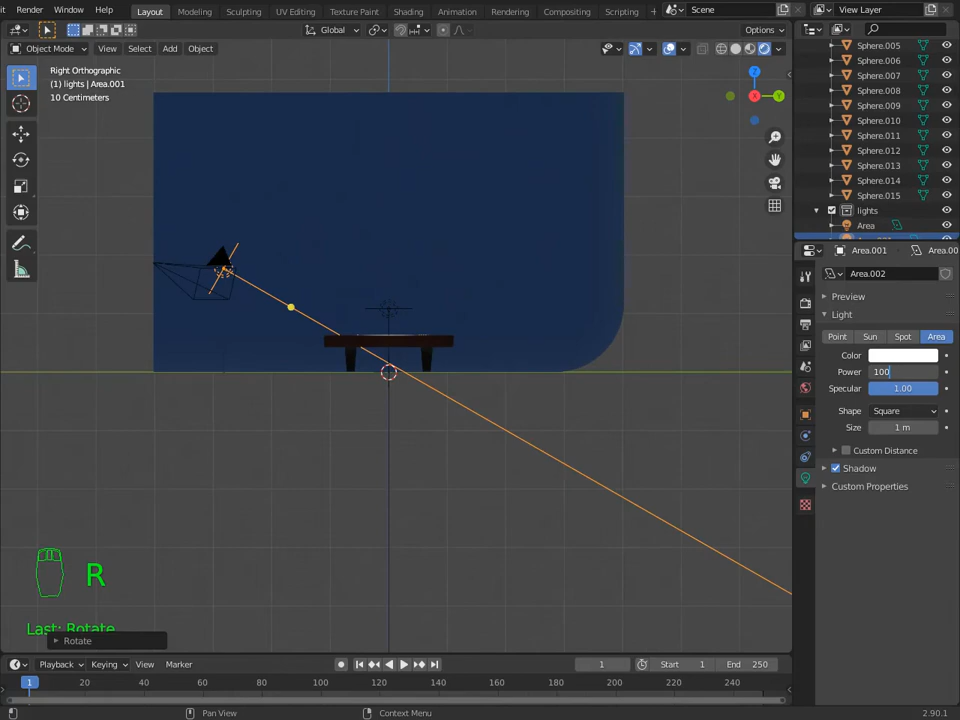 Render Window Help Layout Modeling Sculpting UV Editing Texture Paint Shading Animation Rendering Compositing Scripting + Scene View Layer
Global Options
Object Mode View Select Add Object
Right Orthographic
(1) lights | Area.001
10 Centimeters
Z
X
Y
Sphere.005
Sphere.006
Sphere.007
Sphere.008
Sphere.009
Sphere.010
Sphere.011
Sphere.012
Sphere.013
Sphere.014
Sphere.015
lights
Area
Area.001 Area.00
Area.002
Preview
Light
Point Sun Spot Area
Color
Power 100
Specular 1.00
Shape Square
Size 1 m
Custom Distance
Shadow
Custom Properties
R
Last: Rotate
Rotate
Playback Keying View Marker 1 Start 1 End 250
1 20 40 60 80 100 120 140 160 180 200 220 240
Pan View Context Menu 2.90.1